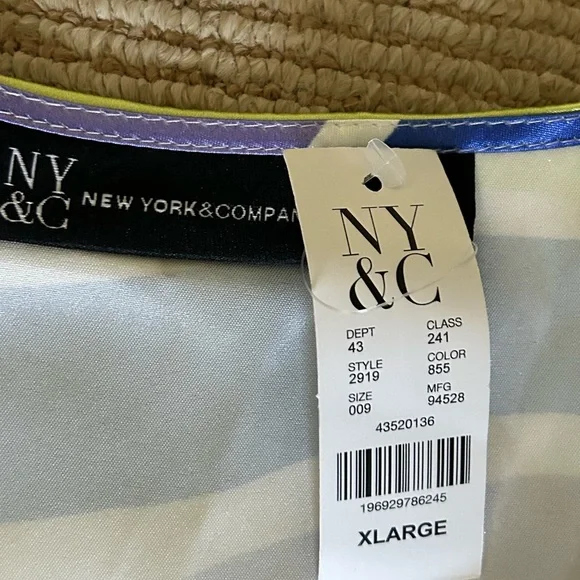 NY
&C
NEW YORK&COMPAN
NY
&C
DEPT CLASS
43 241
STYLE COLOR
2919 855
SIZE MFG
009 94528
43520136
196929786245
XLARGE